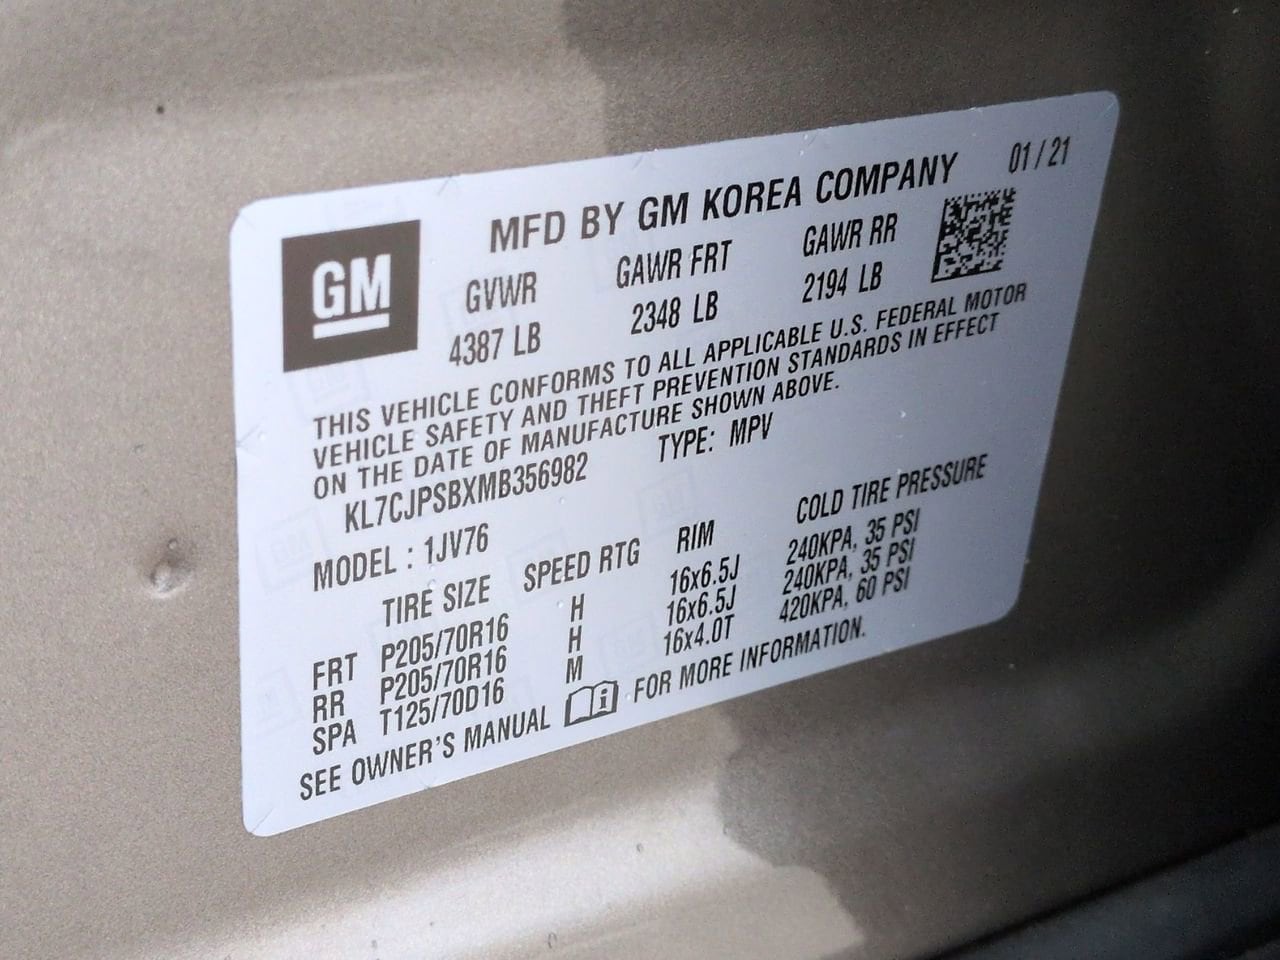 MFD BY GM KOREA COMPANY 01/21
GM
GVWR GAWR FRT GAWR RR
4387 LB 2348 LB 2194 LB
THIS VEHICLE CONFORMS TO ALL APPLICABLE U.S. FEDERAL MOTOR
VEHICLE SAFETY AND THEFT PREVENTION STANDARDS IN EFFECT
ON THE DATE OF MANUFACTURE SHOWN ABOVE.
KL7CJPSBXMB356982 TYPE: MPV
MODEL : 1JV76
TIRE SIZE SPEED RTG RIM COLD TIRE PRESSURE
FRT P205/70R16 H 16x6.5J 240KPA, 35 PSI
RR P205/70R16 H 16x6.5J 240KPA, 35 PSI
SPA T125/70D16 M 16x4.0T 420KPA, 60 PSI
SEE OWNER'S MANUAL FOR MORE INFORMATION.